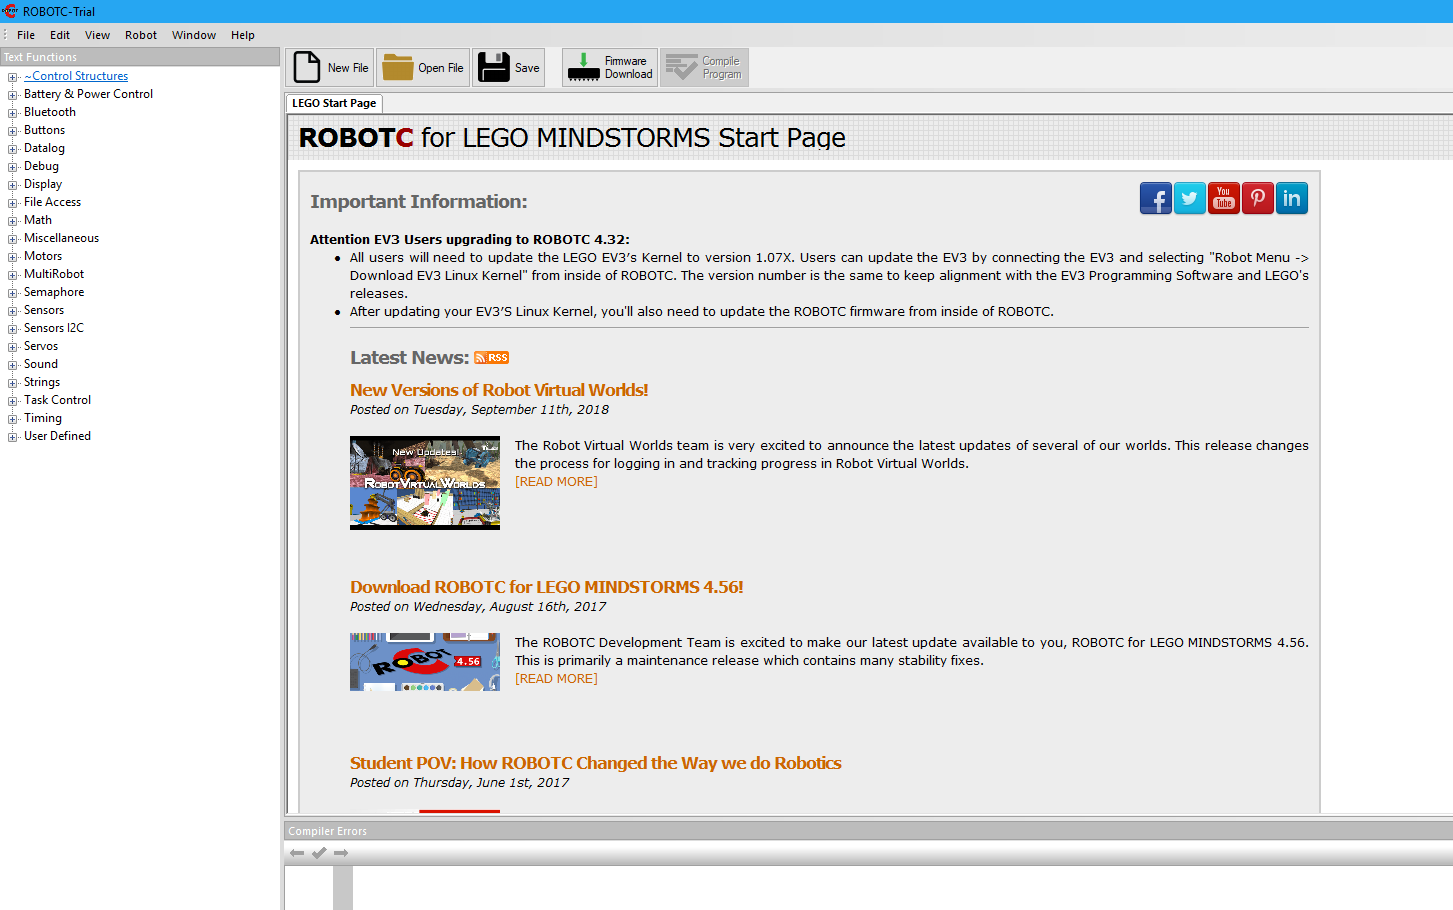 ROBOTC-Trial
File Edit View Robot Window Help
Text Functions
~Control Structures
Battery & Power Control
Bluetooth
Buttons
Datalog
Debug
Display
File Access
Math
Miscellaneous
Motors
MultiRobot
Semaphore
Sensors
Sensors I2C
Servos
Sound
Strings
Task Control
Timing
User Defined
New File
Open File
Save
Firmware
Download
Compile
Program
LEGO Start Page
ROBOTC for LEGO MINDSTORMS Start Page
Important Information:
You
Tube
in
Attention EV3 Users upgrading to ROBOTC 4.32:
All users will need to update the LEGO EV3's Kernel to version 1.07X. Users can update the EV3 by connecting the EV3 and selecting "Robot Menu ->
Download EV3 Linux Kernel" from inside of ROBOTC. The version number is the same to keep alignment with the EV3 Programming Software and LEGO's
releases.
After updating your EV3'S Linux Kernel, you'll also need to update the ROBOTC firmware from inside of ROBOTC.
Latest News: RSS
New Versions of Robot Virtual Worlds!
Posted on Tuesday, September 11th, 2018
New Updates!
ROBOT VIRTUAL WORLDS
The Robot Virtual Worlds team is very excited to announce the latest updates of several of our worlds. This release changes
the process for logging in and tracking progress in Robot Virtual Worlds.
[READ MORE]
Download ROBOTC for LEGO MINDSTORMS 4.56!
Posted on Wednesday, August 16th, 2017
ROBOT 4.56
The ROBOTC Development Team is excited to make our latest update available to you, ROBOTC for LEGO MINDSTORMS 4.56.
This is primarily a maintenance release which contains many stability fixes.
[READ MORE]
Student POV: How ROBOTC Changed the Way we do Robotics
Posted on Thursday, June 1st, 2017
Compiler Errors